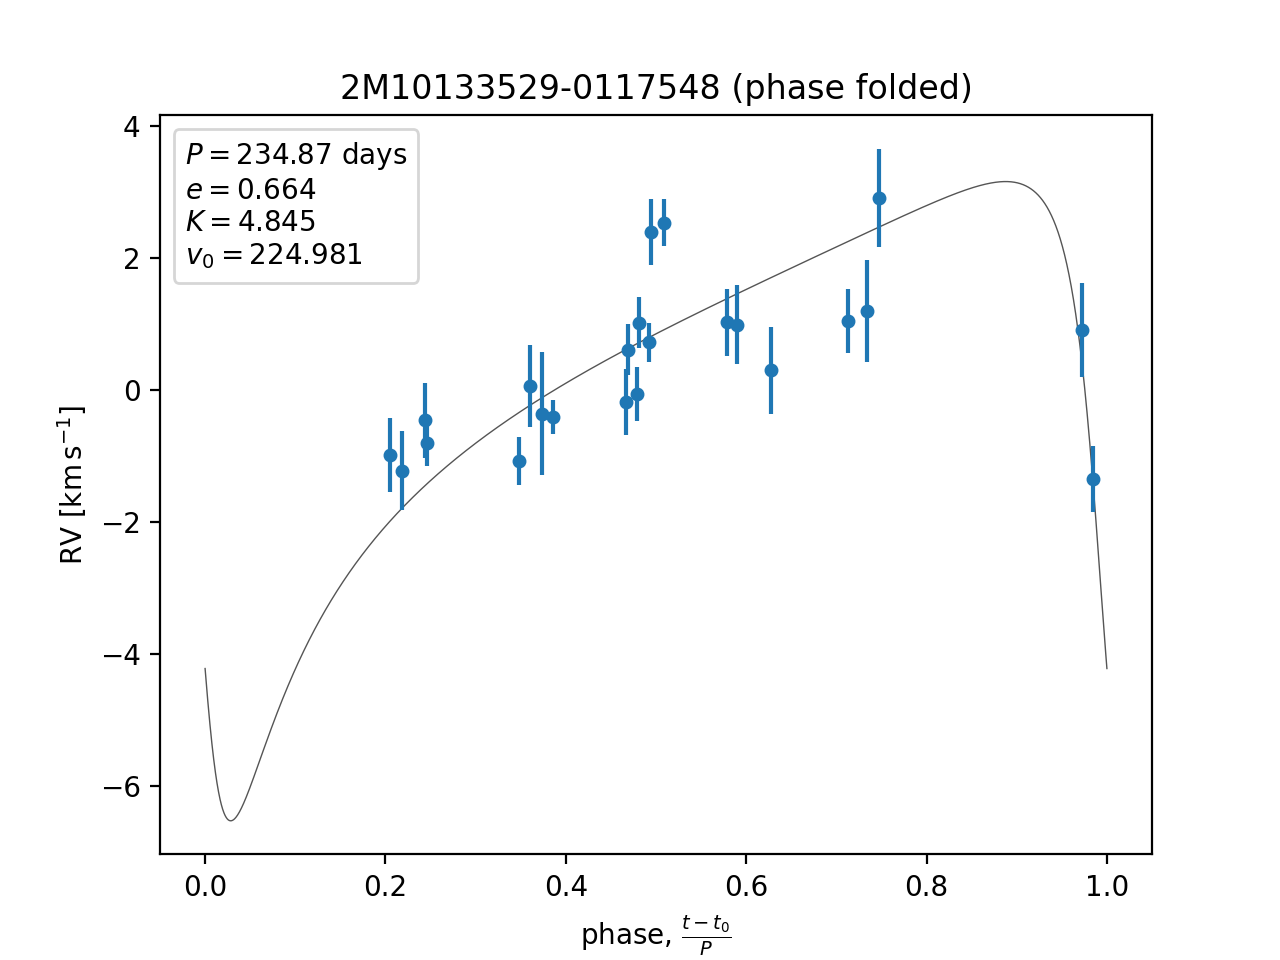 2M10133529-0117548 (phase folded)
P = 234.87 days
e = 0.664
K = 4.845
v₀ = 224.981
4
2
0
−2
−4
−6
RV [km s⁻¹]
0.0 0.2 0.4 0.6 0.8 1.0
phase, (t − t₀)/P